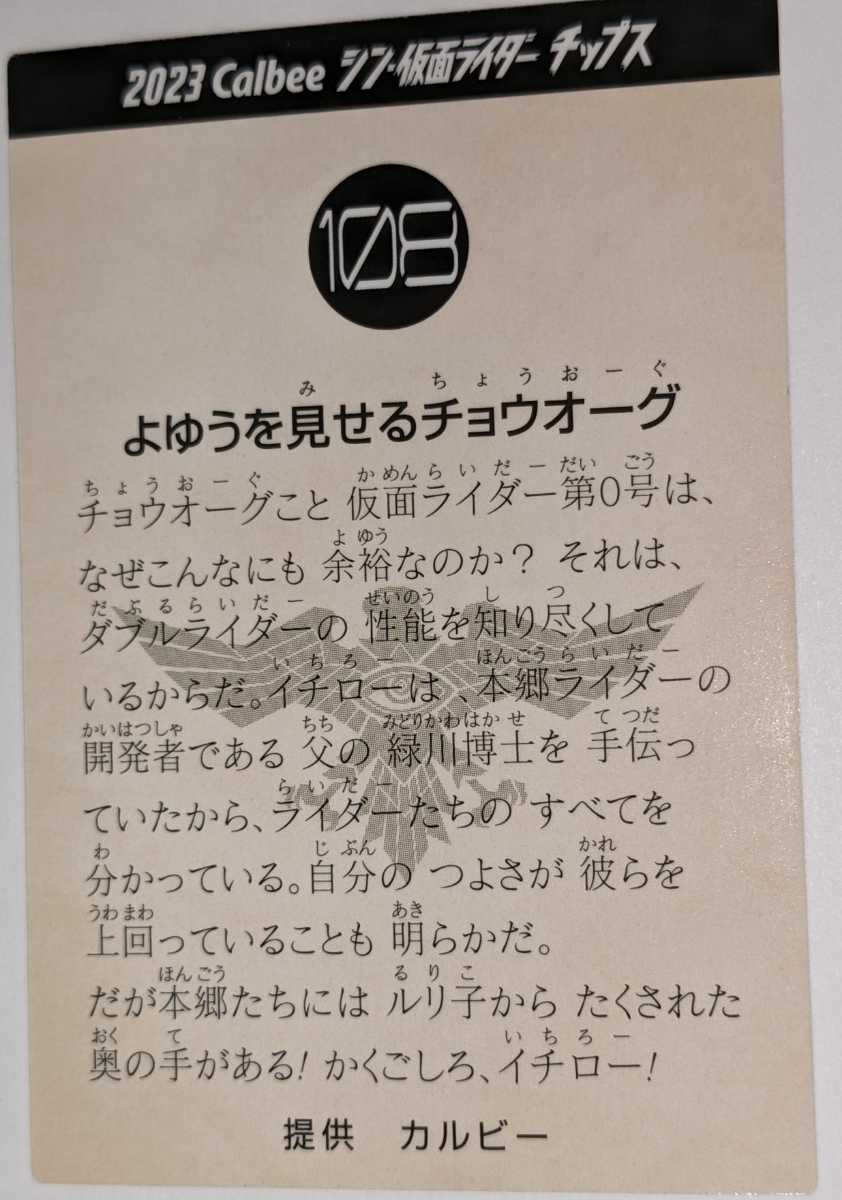 2023 Calbee シン・仮面ライダー チップス
108
よゆうを見せるチョウオーグ
チョウオーグこと 仮面ライダー第0号は、
なぜこんなにも 余裕なのか? それは、
ダブルライダーの 性能を知り尽くして
いるからだ。イチローは、本郷ライダーの
開発者である 父の 緑川博士を 手伝っ
ていたから、ライダーたちの すべてを
分かっている。自分の つよさが 彼らを
上回っていることも 明らかだ。
だが本郷たちには ルリ子から たくされた
奥の手がある! かくごしろ、イチロー!
提供 カルビー